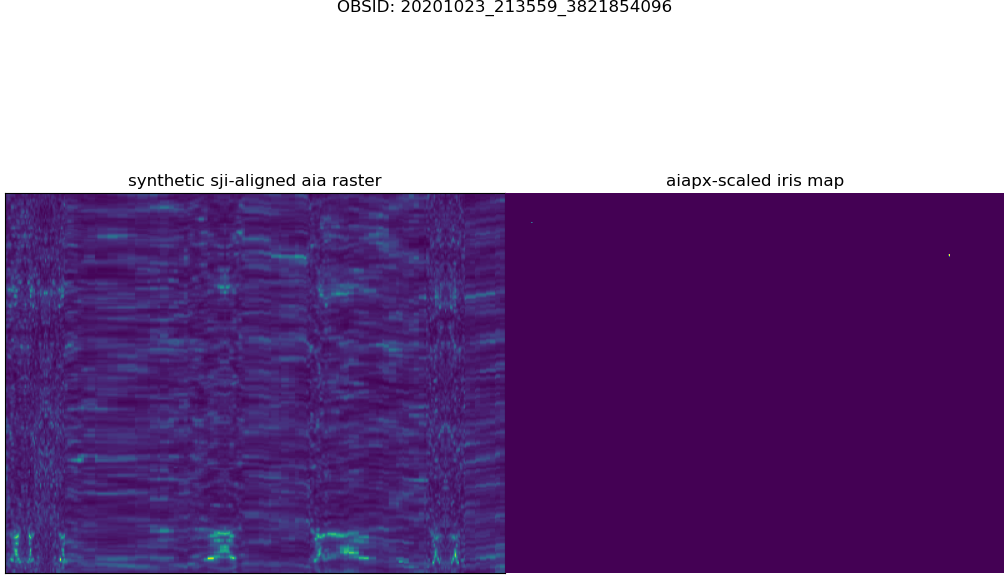 OBSID: 20201023_213559_3821854096
synthetic sji-aligned aia raster
aiapx-scaled iris map